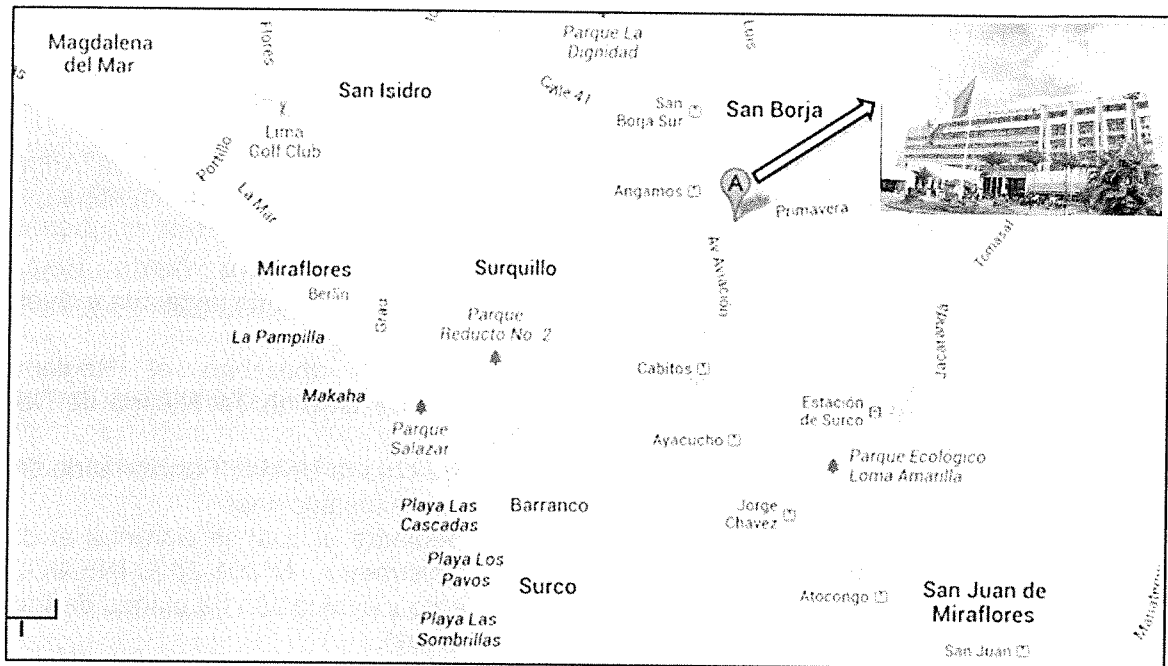 Magdalena
del Mar
Flores
Parque La
Dignidad
Luis
San Isidro
Calle 41
San
Borja Sur
San Borja
Lima
Golf Club
Portillo
La Mar
A
Angamos
Primavera
Av Aviación
Tomasal
Miraflores
Surquillo
Berlin
Grau
Parque
Reducto No. 2
La Pampilla
Jacaranda
Cabitos
Makaha
Estación
de Surco
Parque
Salazar
Ayacucho
Parque Ecologico
Loma Amarilla
Playa Las
Cascadas
Barranco
Jorge
Chavez
Playa Los
Pavos
Surco
Atocongo
San Juan de
Miraflores
Playa Las
Sombrillas
San Juan